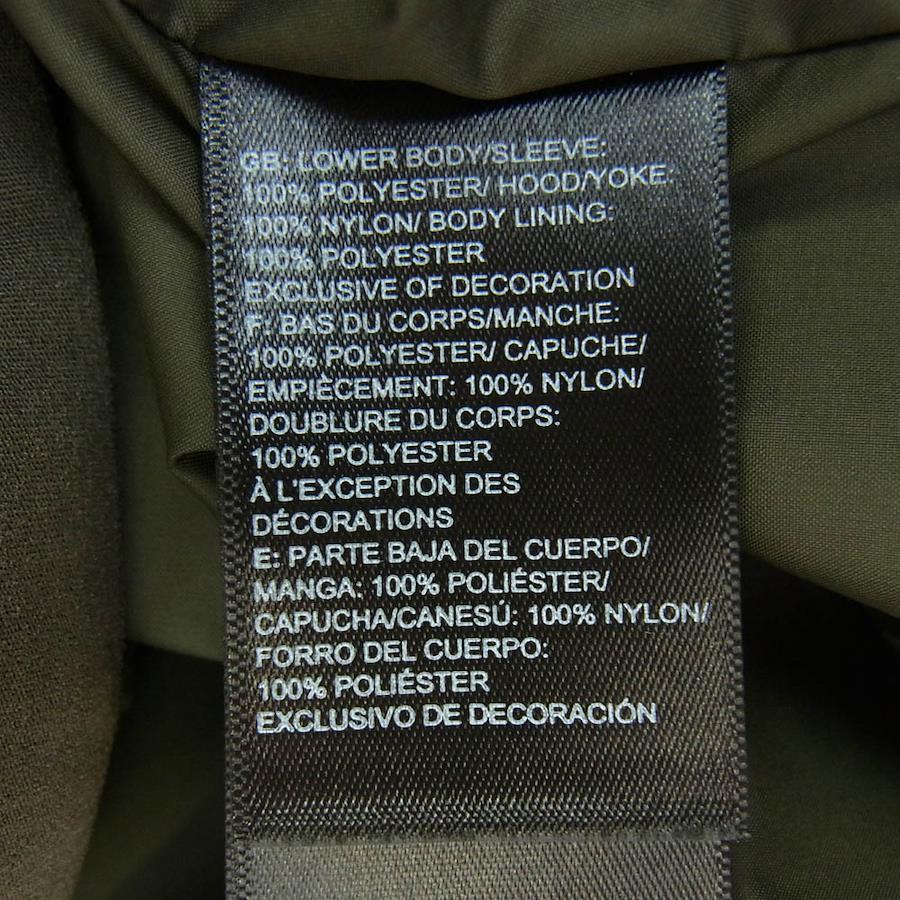 GB: LOWER BODY/SLEEVE:
100% POLYESTER/ HOOD/YOKE.
100% NYLON/ BODY LINING:
100% POLYESTER
EXCLUSIVE OF DECORATION
F: BAS DU CORPS/MANCHE:
100% POLYESTER/ CAPUCHE/
EMPIÈCEMENT: 100% NYLON/
DOUBLURE DU CORPS:
100% POLYESTER
À L'EXCEPTION DES
DÉCORATIONS
E: PARTE BAJA DEL CUERPO/
MANGA: 100% POLIÉSTER/
CAPUCHA/CANESÚ: 100% NYLON/
FORRO DEL CUERPO:
100% POLIÉSTER
EXCLUSIVO DE DECORACIÓN